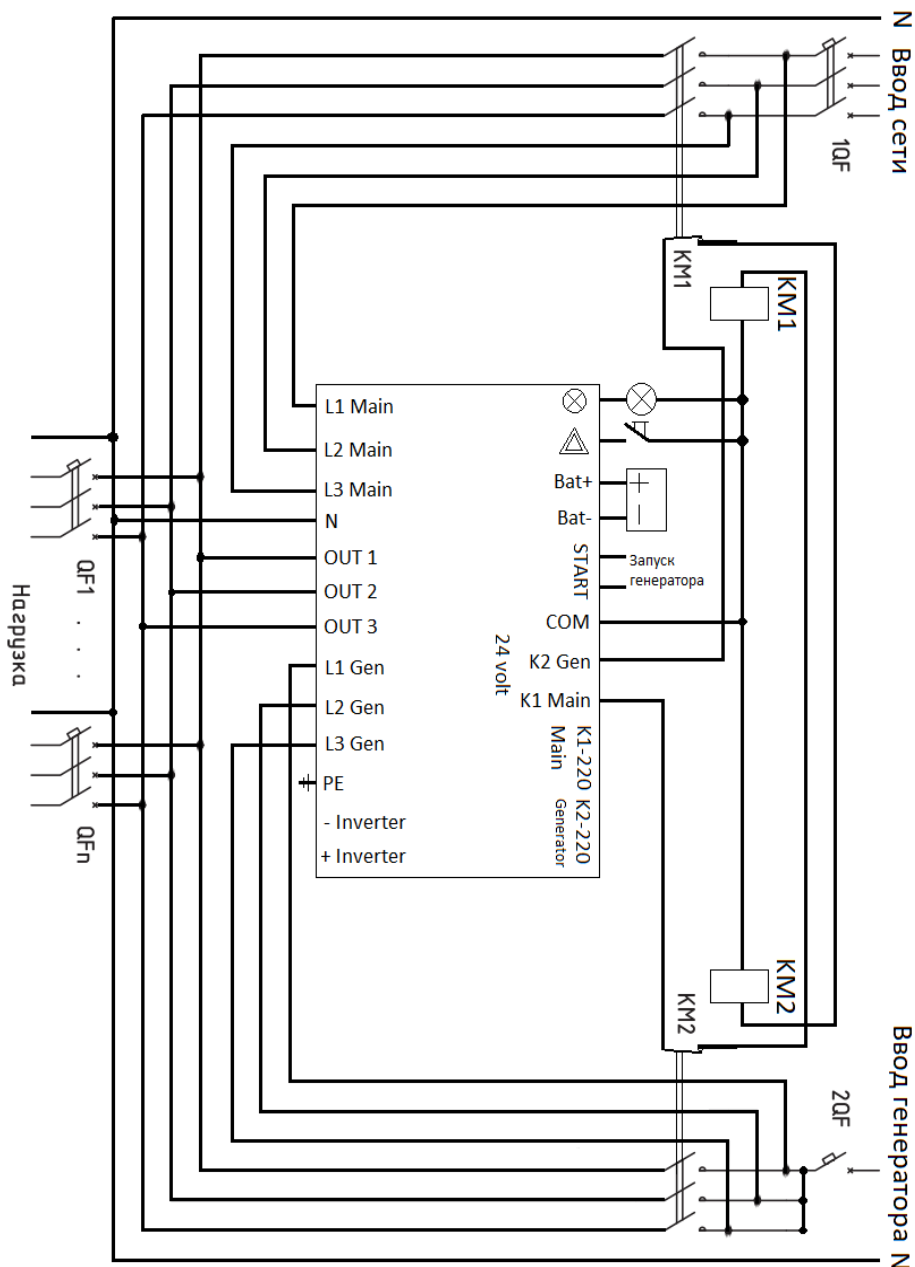 N
Ввод сети
1QF
KM1
KM1
L1 Main
L2 Main
L3 Main
N
OUT 1
OUT 2
OUT 3
L1 Gen
L2 Gen
L3 Gen
PE
- Inverter
+ Inverter
Bat+
Bat-
START
START
Запуск
генератора
COM
K2 Gen
K1 Main
24 volt
K1-220 K2-220
Main Generator
QF1 . . .
QFn
Нагрузка
KM2
KM2
2QF
Ввод генератора
N